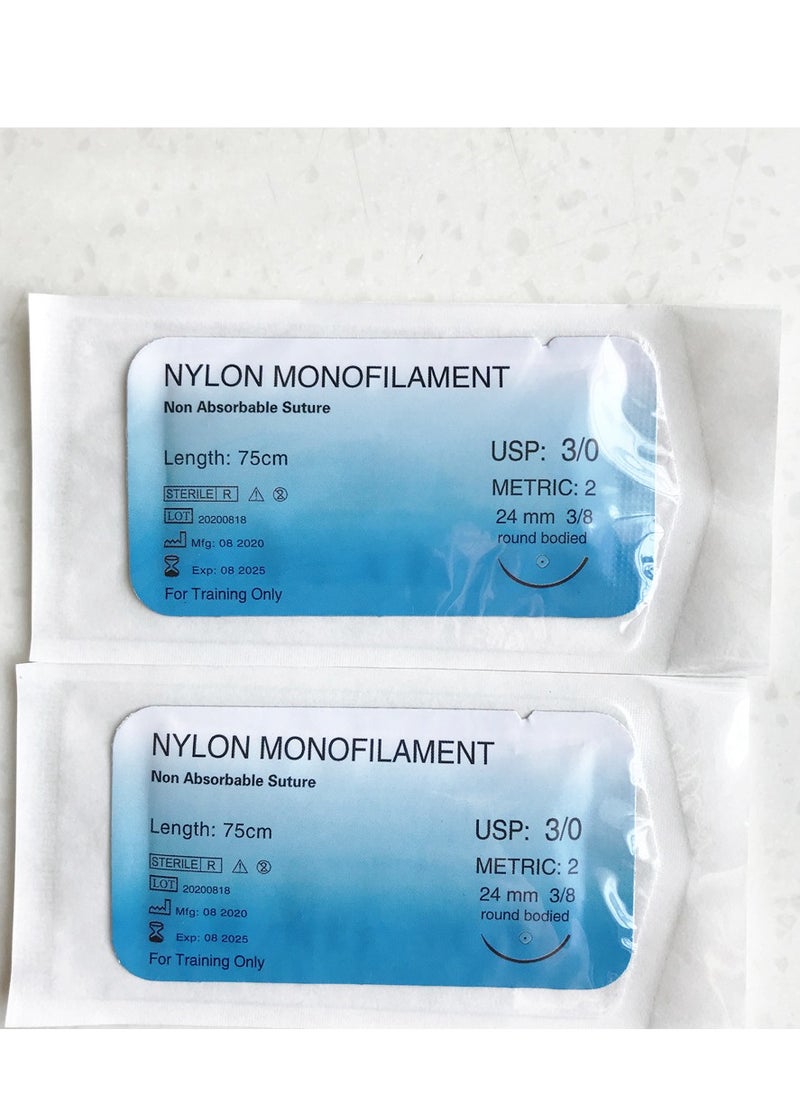 NYLON MONOFILAMENT
Non Absorbable Suture
Length: 75cm
USP: 3/0
METRIC: 2
24 mm 3/8
round bodied
STERILE R
LOT 20200818
Mfg: 08 2020
Exp: 08 2025
For Training Only
NYLON MONOFILAMENT
Non Absorbable Suture
Length: 75cm
USP: 3/0
METRIC: 2
24 mm 3/8
round bodied
STERILE R
LOT 20200818
Mfg: 08 2020
Exp: 08 2025
For Training Only